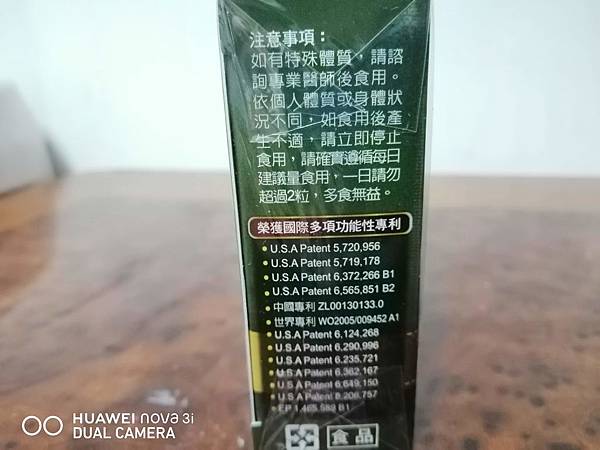 注意事項：
如有特殊體質，請諮
詢專業醫師後食用。
依個人體質或身體狀
況不同，如食用後產
生不適，請立即停止
食用，請確實遵循每日
建議量食用，一日請勿
超過2粒，多食無益。
榮獲國際多項功能性專利
U.S.A Patent 5,720,956
U.S.A Patent 5,719,178
U.S.A Patent 6,372,266 B1
U.S.A Patent 6,565,851 B2
中國專利 ZL00130133.0
世界專利 WO2005/009452 A1
U.S.A Patent 6,124,268
U.S.A Patent 6,290,996
U.S.A Patent 6,235,721
U.S.A Patent 6,362,167
U.S.A Patent 6,649,150
U.S.A Patent 8,206,757
EP 1,465,589 B1
食品
HUAWEI nova 3i
DUAL CAMERA